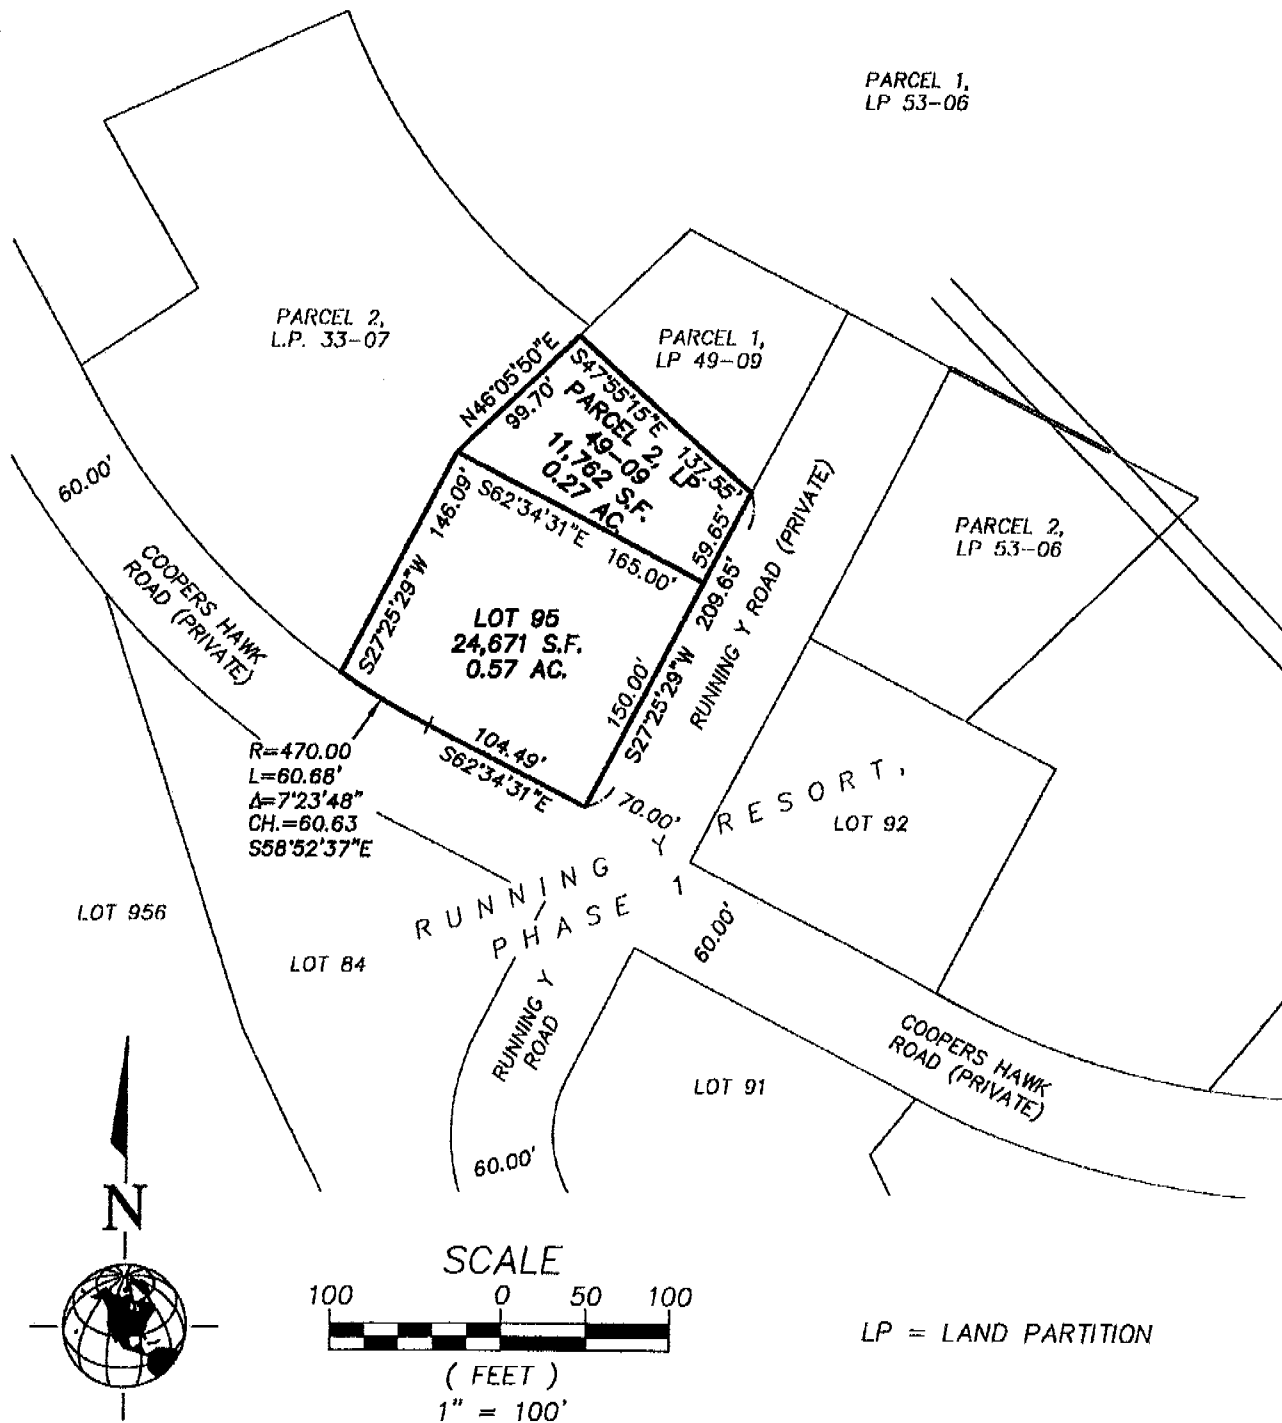 PARCEL 1,
LP 53-06
PARCEL 2,
L.P. 33-07
PARCEL 1,
LP 49-09
N46°05'50"E
99.70'
S47°55'15"E 137.55'
PARCEL 2, LP
49-09
11,762 S.F.
0.27 AC.
60.00'
COOPERS HAWK
ROAD (PRIVATE)
S27°25'29"W 146.09'
S62°34'31"E 165.00'
59.65'
S27°25'29"W 209.65'
150.00'
RUNNING Y ROAD (PRIVATE)
PARCEL 2,
LP 53-06
LOT 95
24,671 S.F.
0.57 AC.
104.49'
S62°34'31"E
R=470.00
L=60.68'
Δ=7°23'48"
CH.=60.63
S58°52'37"E
70.00'
RUNNING Y RESORT,
PHASE 1
LOT 92
LOT 956
LOT 84
60.00'
RUNNING Y
ROAD
COOPERS HAWK
ROAD (PRIVATE)
LOT 91
60.00'
N
SCALE
100 0 50 100
( FEET )
1" = 100'
LP = LAND PARTITION